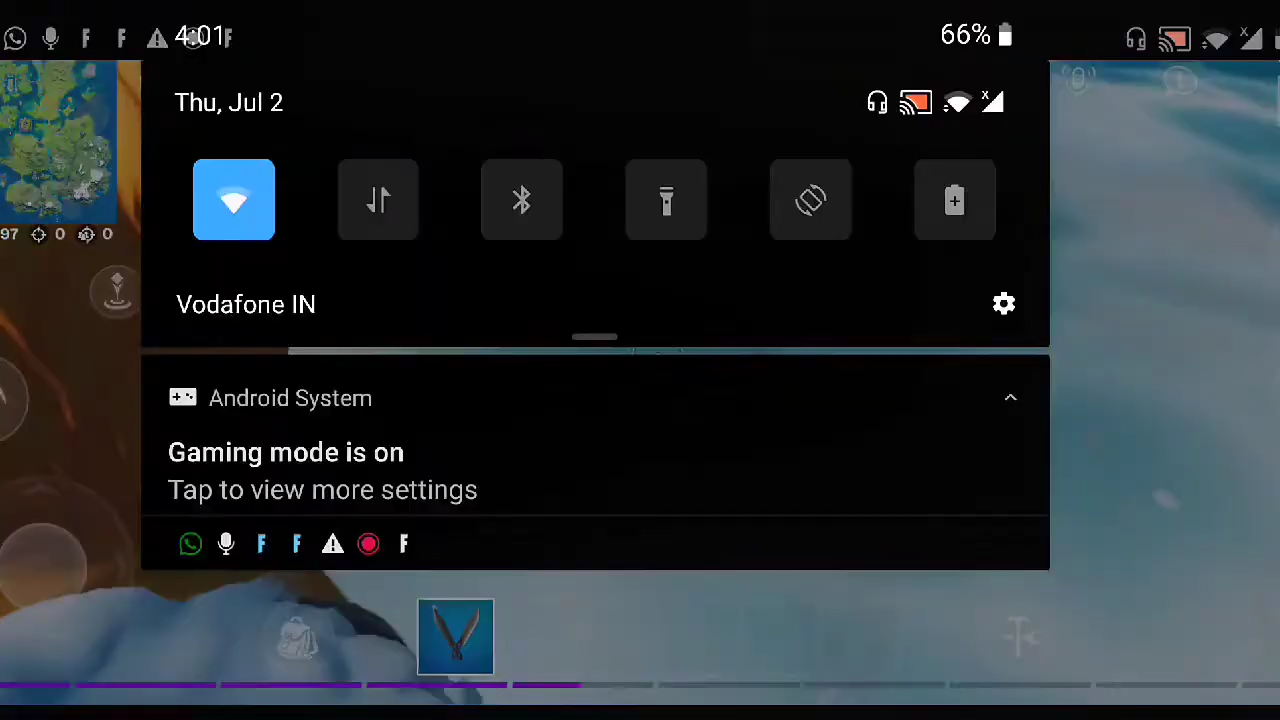 4:01
66%
Thu, Jul 2
x
x
97 0 0
Vodafone IN
Android System
Gaming mode is on
Tap to view more settings